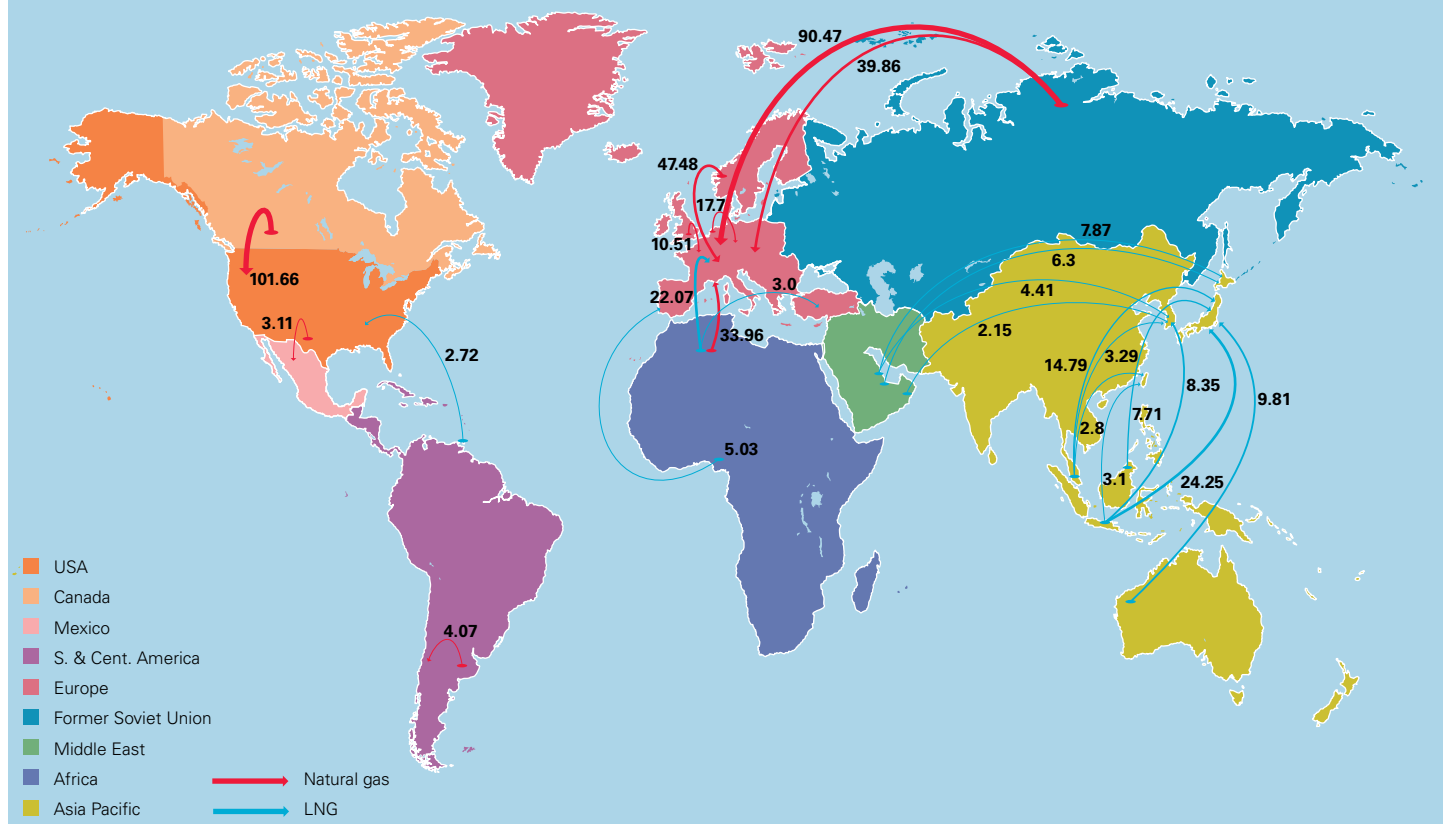 90.47
39.86
47.48
17.7
10.51
7.87
6.3
101.66
4.41
3.0
22.07
3.11
2.15
33.96
2.72
14.79
3.29
8.35
9.81
7.71
2.8
5.03
3.1
24.25
4.07
USA
Canada
Mexico
S. & Cent. America
Europe
Former Soviet Union
Middle East
Africa
Natural gas
Asia Pacific
LNG